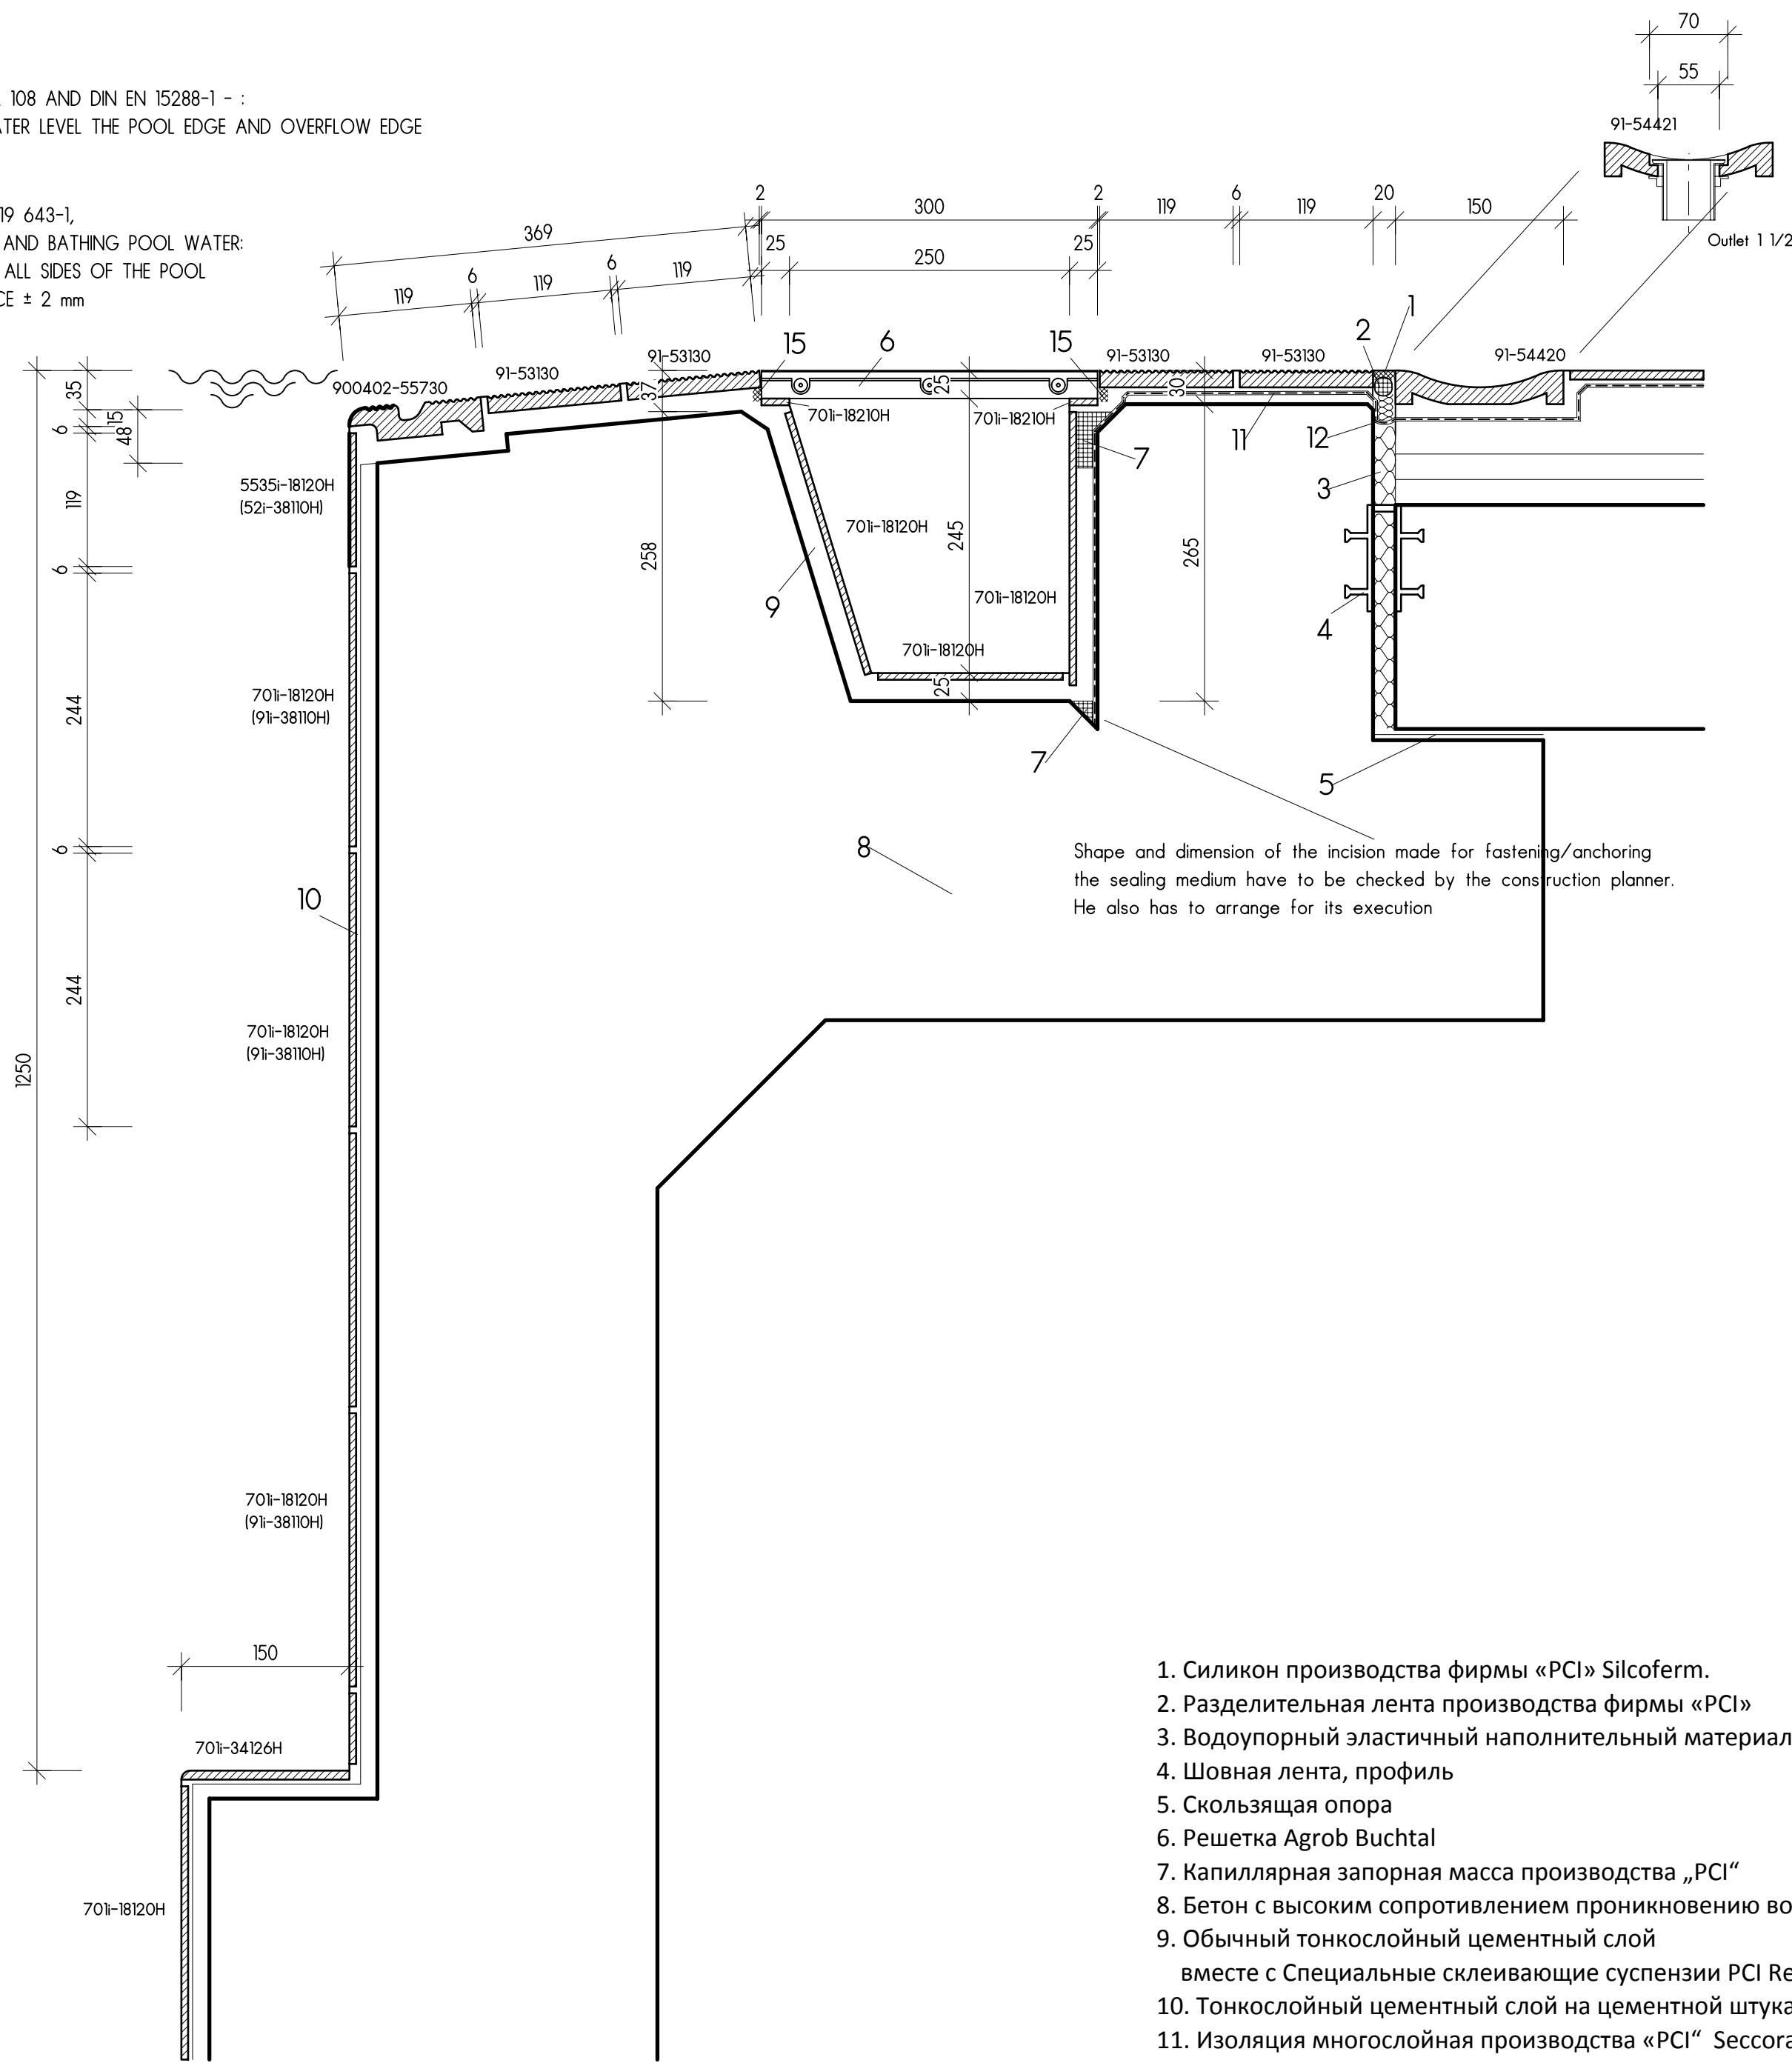 108 AND DIN EN 15288-1 - :
LEVEL THE POOL EDGE AND OVERFLOW EDGE
19 643-1,
AND BATHING POOL WATER:
ALL SIDES OF THE POOL
± 2 mm
70
55
91-54421
Outlet 1 1/2
2
300
2
119
6
119
20
150
369
25
250
25
6
6
119
119
119
1
2
15
6
15
91-53130
91-53130
91-53130
91-53130
91-54420
900402-55730
35
15
6
48
37
25
30
701i-18210H
701i-18210H
11
12
7
3
5535i-18120H
(52i-38110H)
119
701i-18120H
245
258
265
6
9
701i-18120H
4
701i-18120H
25
701i-18120H
(91i-38110H)
244
7
5
6
8
Shape and dimension of the incision made for fastening/anchoring
the sealing medium have to be checked by the construction planner.
He also has to arrange for its execution
10
244
701i-18120H
(91i-38110H)
1250
701i-18120H
(91i-38110H)
150
701i-34126H
701i-18120H
1. Силикон производства фирмы «PCI» Silcoferm.
2. Разделительная лента производства фирмы «PCI»
3. Водоупорный эластичный наполнительный материал
4. Шовная лента, профиль
5. Скользящая опора
6. Решетка Agrob Buchtal
7. Капиллярная запорная масса производства „PCI“
8. Бетон с высоким сопротивлением проникновению во
9. Обычный тонкослойный цементный слой
вместе с Специальные склеивающие суспензии PCI Re
10. Тонкослойный цементный слой на цементной штука
11. Изоляция многослойная производства «PCI“ Seccora